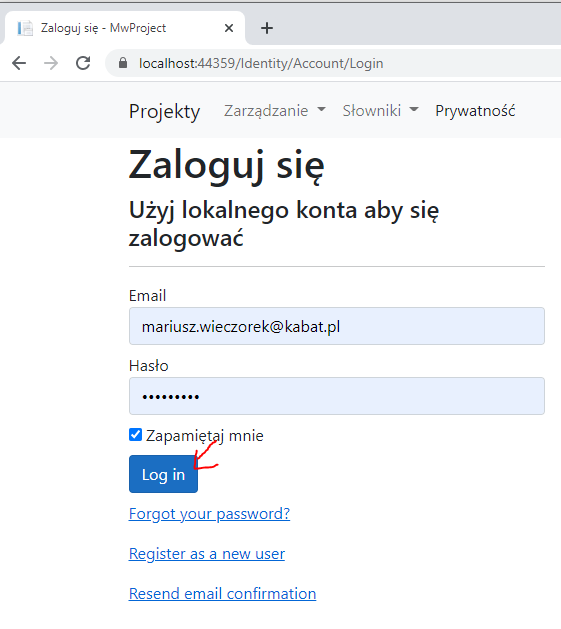 Zaloguj się - MwProject
localhost:44359/Identity/Account/Login
Projekty Zarządzanie Słowniki Prywatność
Zaloguj się
Użyj lokalnego konta aby się
zalogować
Email
mariusz.wieczorek@kabat.pl
Hasło
•••••••••
Zapamiętaj mnie
Log in
Forgot your password?
Register as a new user
Resend email confirmation